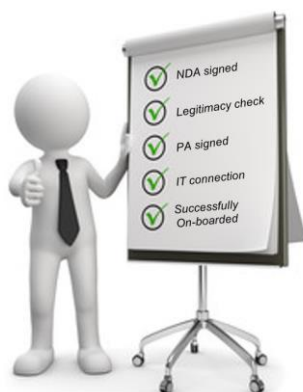 NDA signed
Legitimacy check
PA signed
IT connection
Successfully
On-boarded